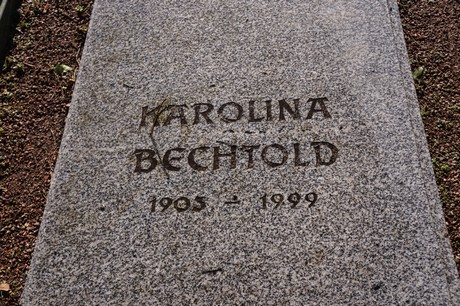 KAROLINA
BECHTOLD
1905 – 1999